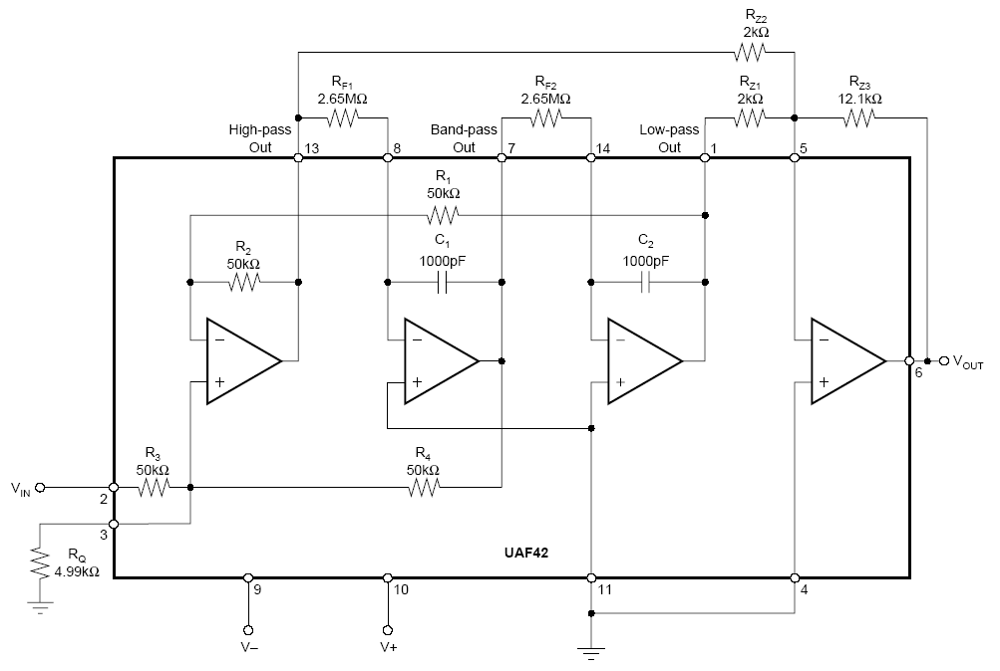 RZ2
2kΩ
RF1
2.65MΩ
RF2
2.65MΩ
RZ1
2kΩ
RZ3
12.1kΩ
High-pass
Out
13
8
Band-pass
Out
7
14
Low-pass
Out
1
5
R1
50kΩ
R2
50kΩ
C1
1000pF
C2
1000pF
−
+
−
+
−
+
−
+
6
VOUT
R3
50kΩ
R4
50kΩ
VIN
2
3
RQ
4.99kΩ
UAF42
9
10
11
4
V−
V+